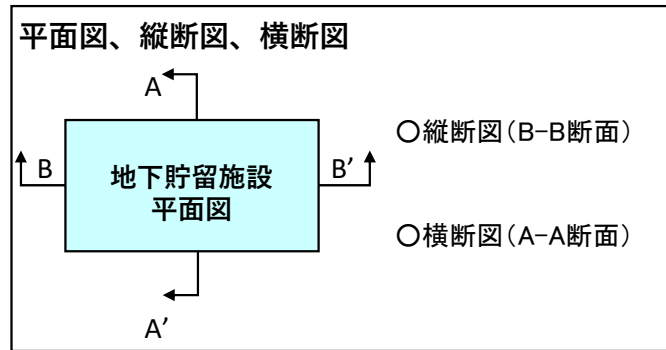 平面図、縦断図、横断図
A
○縦断図(B-B断面)
B
B’
地下貯留施設
平面図
○横断図(A-A断面)
A’